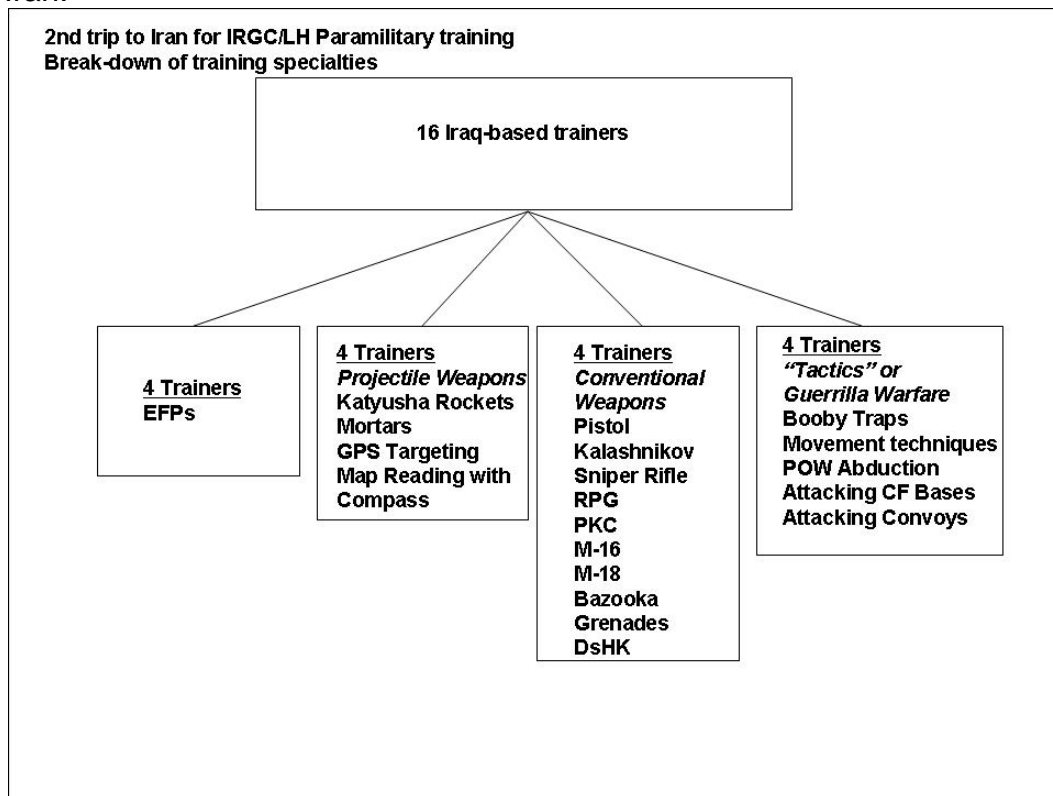 2nd trip to Iran for IRGC/LH Paramilitary training
Break-down of training specialties
16 Iraq-based trainers
4 Trainers
EFPs
4 Trainers
Projectile Weapons
Katyusha Rockets
Mortars
GPS Targeting
Map Reading with
Compass
4 Trainers
Conventional
Weapons
Pistol
Kalashnikov
Sniper Rifle
RPG
PKC
M-16
M-18
Bazooka
Grenades
DsHK
4 Trainers
“Tactics” or
Guerrilla Warfare
Booby Traps
Movement techniques
POW Abduction
Attacking CF Bases
Attacking Convoys